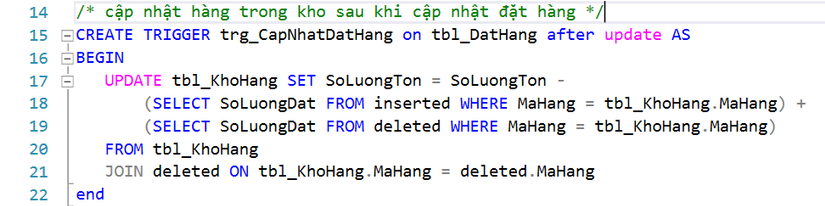 14 /* cập nhật hàng trong kho sau khi cập nhật đặt hàng */
15 CREATE TRIGGER trg_CapNhatDatHang on tbl_DatHang after update AS
16 BEGIN
17 UPDATE tbl_KhoHang SET SoLuongTon = SoLuongTon -
18 (SELECT SoLuongDat FROM inserted WHERE MaHang = tbl_KhoHang.MaHang) +
19 (SELECT SoLuongDat FROM deleted WHERE MaHang = tbl_KhoHang.MaHang)
20 FROM tbl_KhoHang
21 JOIN deleted ON tbl_KhoHang.MaHang = deleted.MaHang
22 end